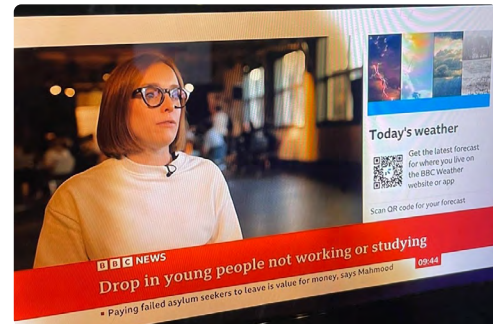 Today's weather
Get the latest forecast
for where you live on
the BBC Weather
website or app
Scan QR code for your forecast
BBC NEWS
Drop in young people not working or studying
▪ Paying failed asylum seekers to leave is value for money, says Mahmood
09:44